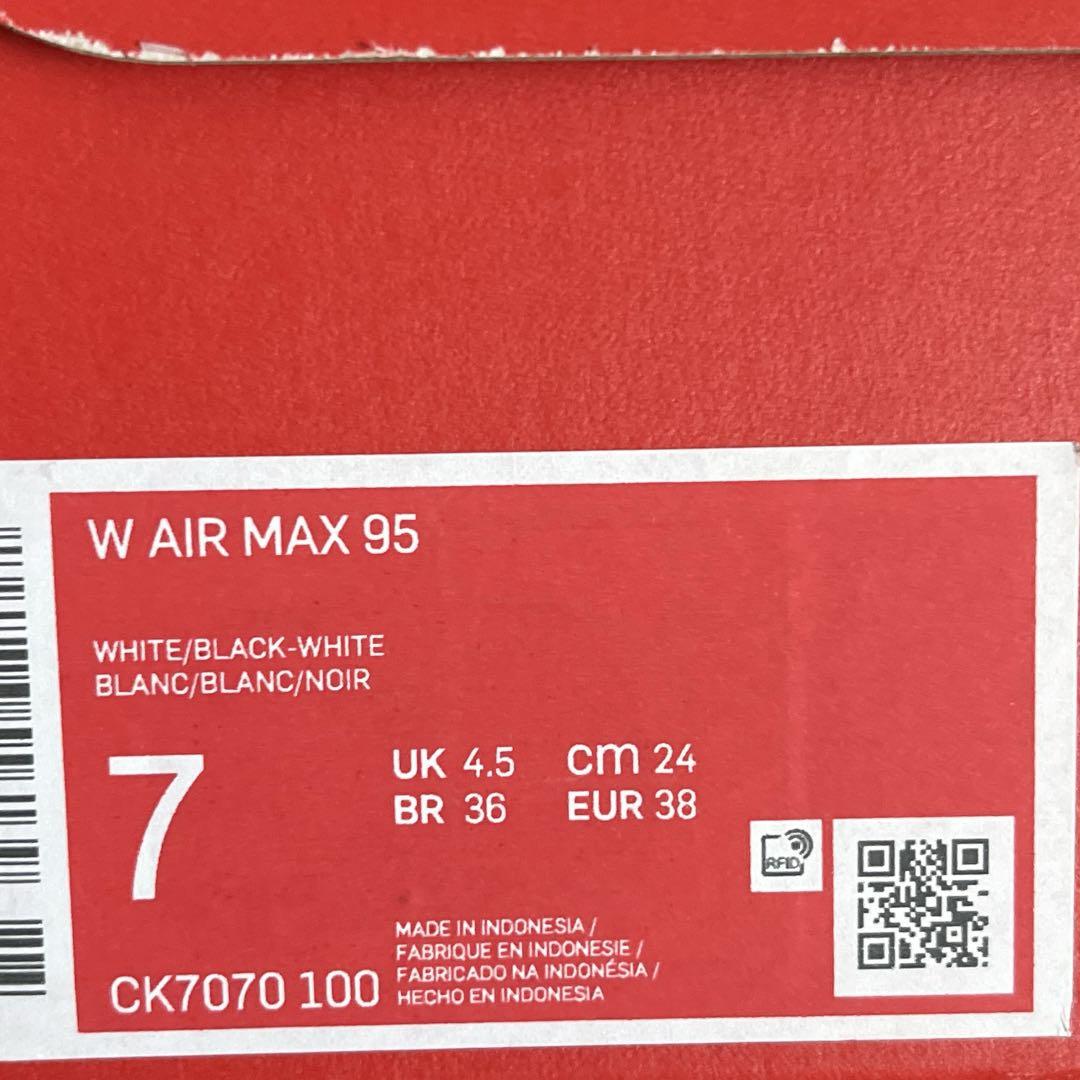 W AIR MAX 95
WHITE/BLACK-WHITE
BLANC/BLANC/NOIR
7
UK 4.5 cm 24
BR 36 EUR 38
RFID
MADE IN INDONESIA /
FABRIQUE EN INDONESIE /
FABRICADO NA INDONÉSIA /
HECHO EN INDONESIA
CK7070 100